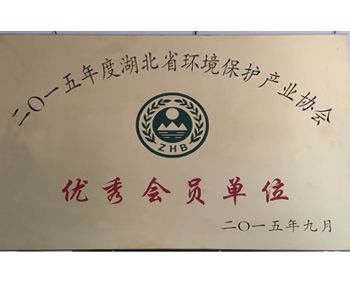 二〇一五年度湖北省环境保护产业协会
ZHB
优秀会员单位
二〇一五年九月